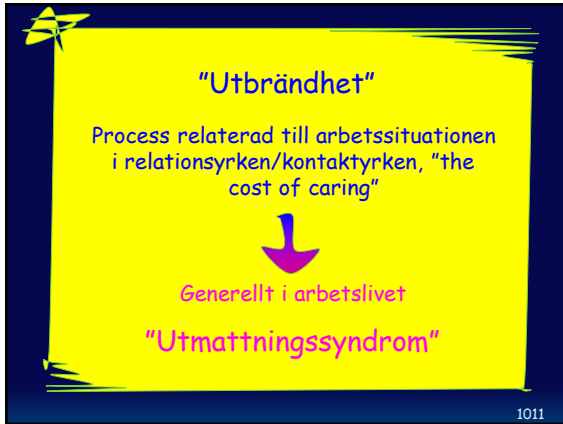 ”Utbrändhet”
Process relaterad till arbetssituationen
i relationsyrken/kontaktyrken, ”the
cost of caring”
Generellt i arbetslivet
”Utmattningssyndrom”
1011